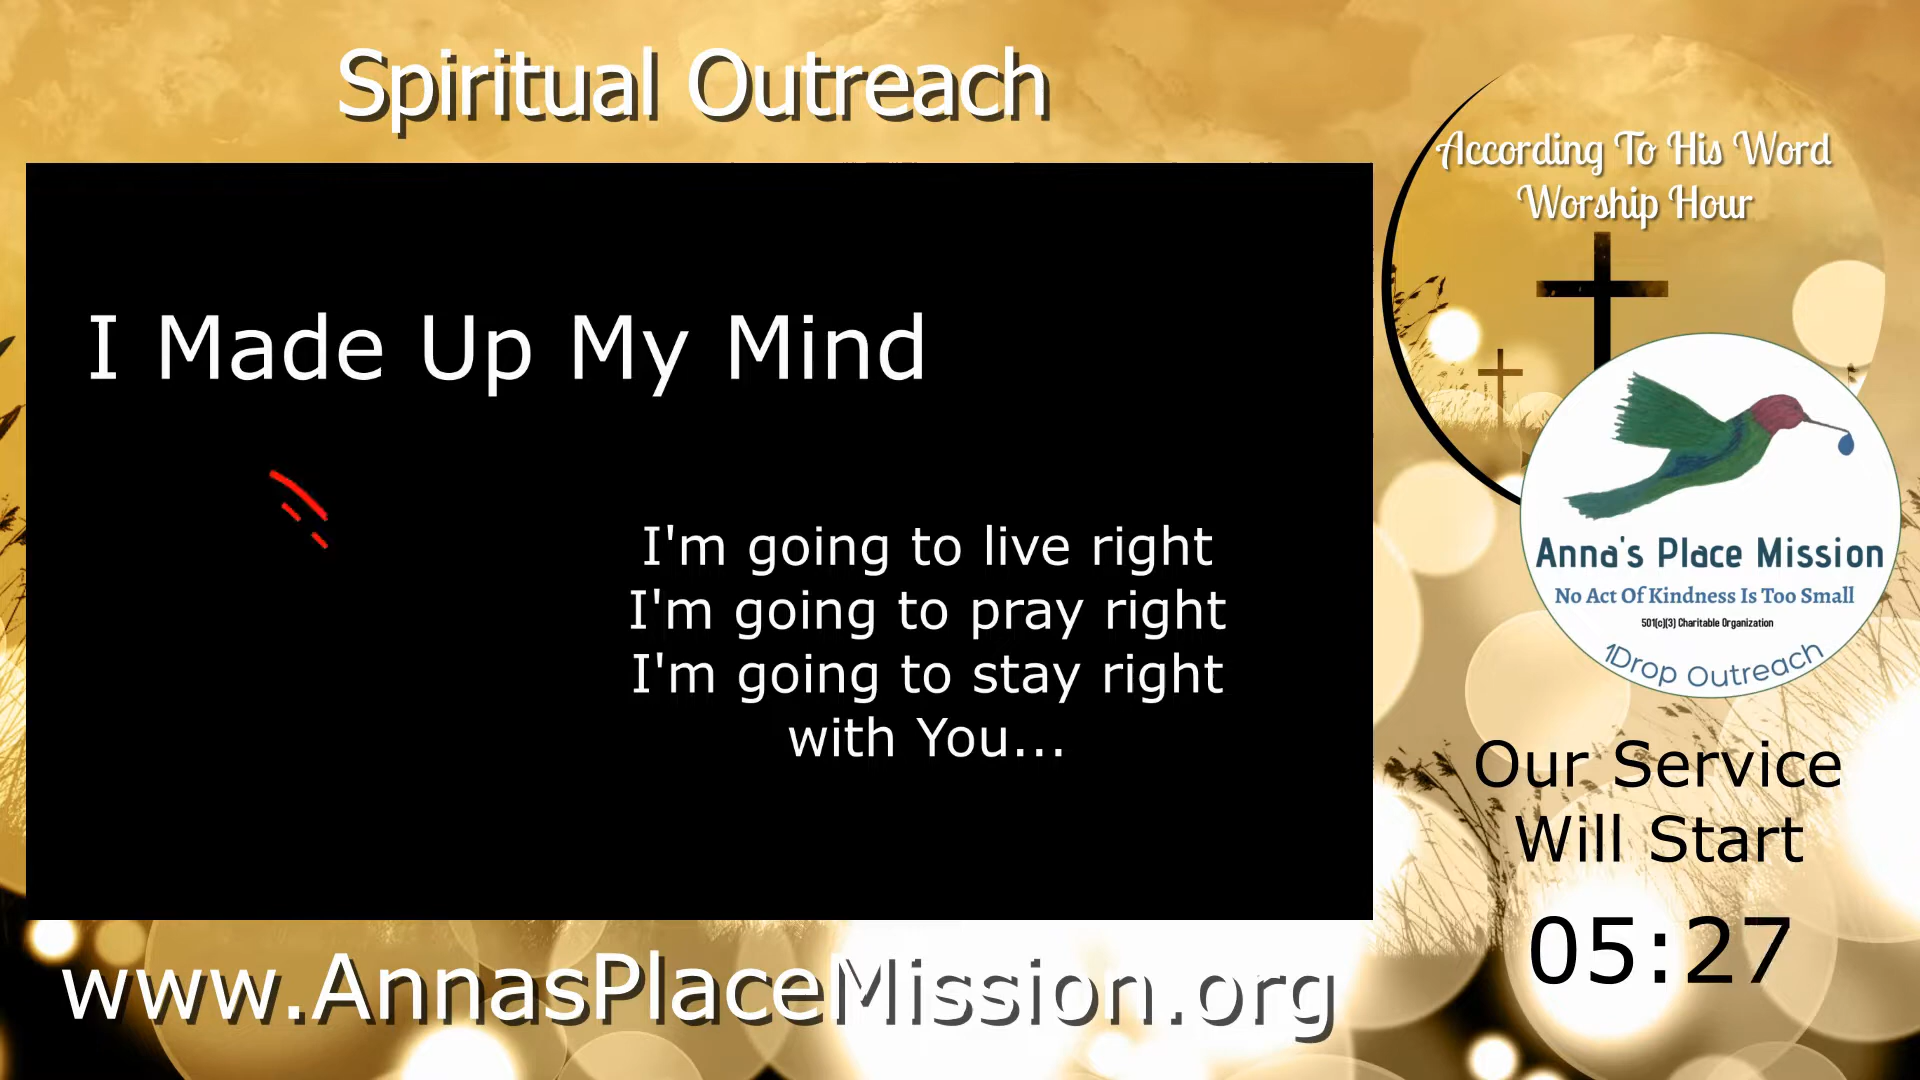 Spiritual Outreach
According To His Word
Worship Hour
I Made Up My Mind
I'm going to live right
I'm going to pray right
I'm going to stay right
with You...
Anna's Place Mission
No Act Of Kindness Is Too Small
501(c)(3) Charitable Organization
1Drop Outreach
Our Service
Will Start
05:27
www.AnnasPlaceMission.org